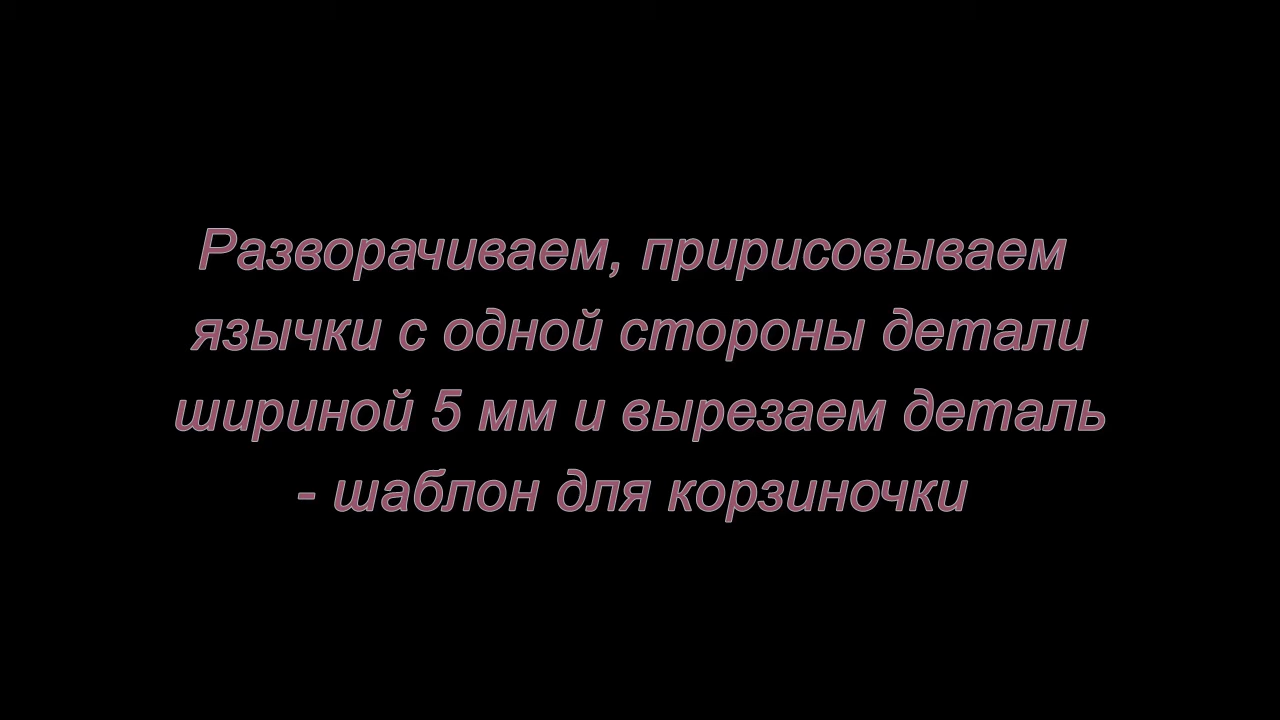 Разворачиваем, пририсовываем
язычки с одной стороны детали
шириной 5 мм и вырезаем деталь
- шаблон для корзиночки